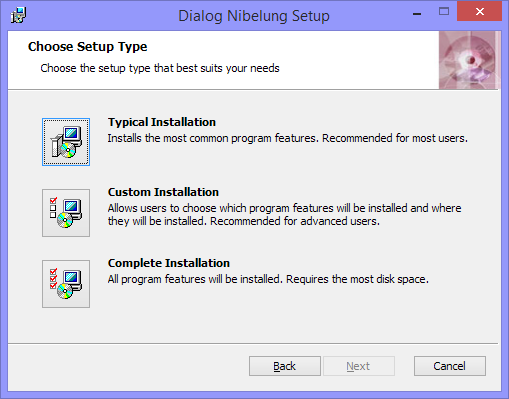 Dialog Nibelung Setup
Choose Setup Type
Choose the setup type that best suits your needs
Typical Installation
Installs the most common program features. Recommended for most users.
Custom Installation
Allows users to choose which program features will be installed and where
they will be installed. Recommended for advanced users.
Complete Installation
All program features will be installed. Requires the most disk space.
Back Next Cancel